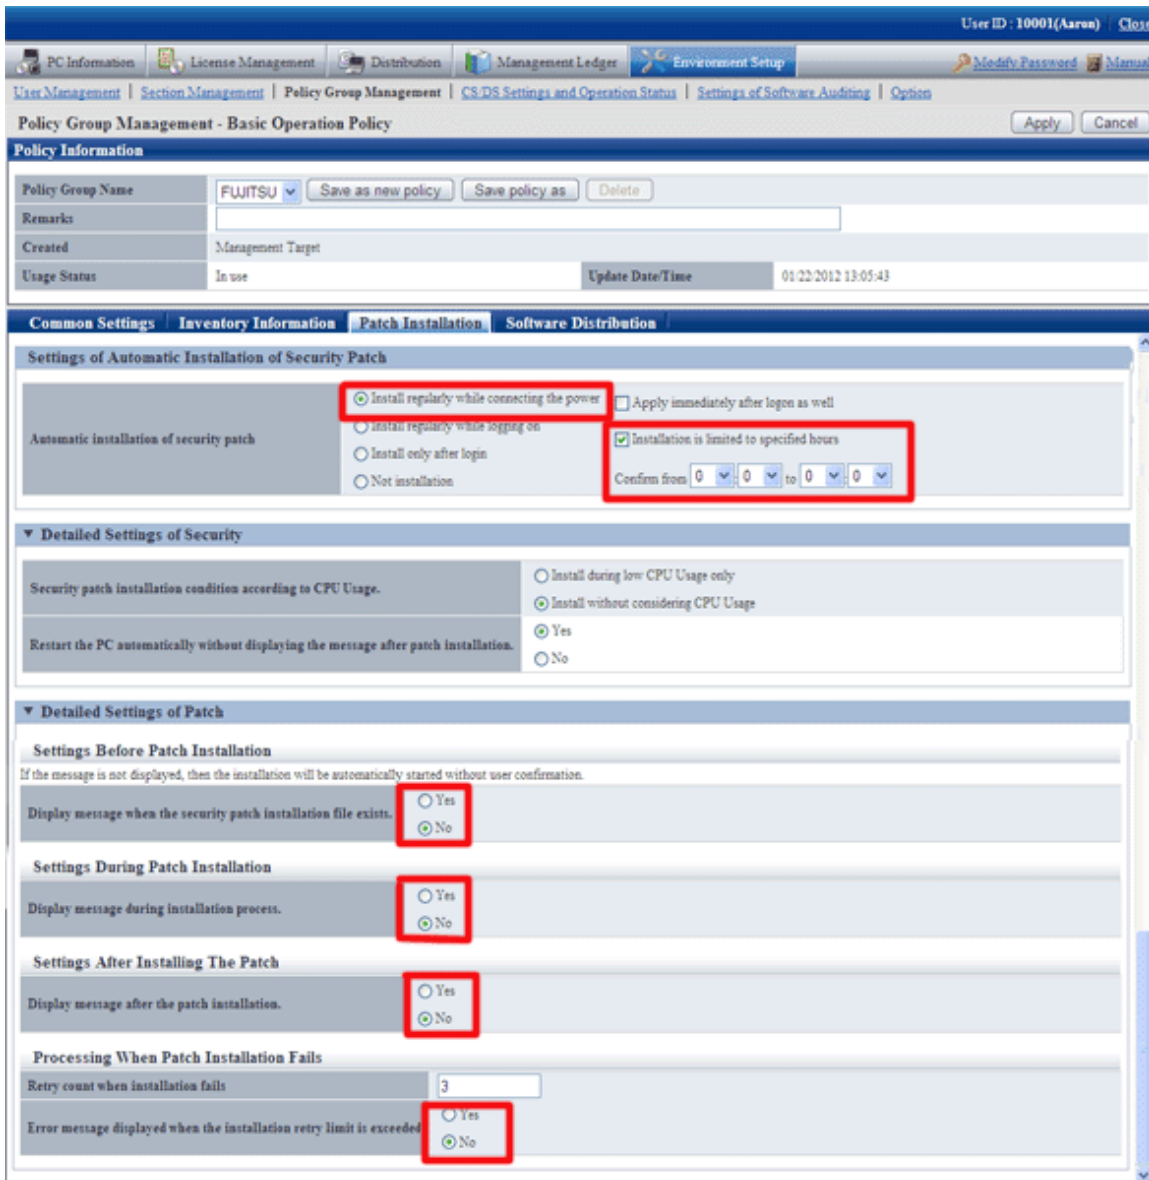 User ID : 10001(Aaron) Close
PC Information License Management Distribution Management Ledger Environment Setup Modify Password Manual
User Management | Section Management | Policy Group Management | CS/DS Settings and Operation Status | Settings of Software Auditing | Option
Policy Group Management - Basic Operation Policy Apply Cancel
Policy Information
Policy Group Name FUJITSU Save as new policy Save policy as Delete
Remarks
Created Management Target
Usage Status In use Update Date/Time 01/22/2012 13:05:43
Common Settings Inventory Information Patch Installation Software Distribution
Settings of Automatic Installation of Security Patch
Install regularly while connecting the power Apply immediately after logon as well
Install regularly while logging on
Automatic installation of security patch Installation is limited to specified hours
Install only after login
Not installation Confirm from 0 : 0 to 0 : 0
▼ Detailed Settings of Security
Install during low CPU Usage only
Security patch installation condition according to CPU Usage.
Install without considering CPU Usage
Yes
Restart the PC automatically without displaying the message after patch installation.
No
▼ Detailed Settings of Patch
Settings Before Patch Installation
If the message is not displayed, then the installation will be automatically started without user confirmation.
Yes
Display message when the security patch installation file exists.
No
Settings During Patch Installation
Yes
Display message during installation process.
No
Settings After Installing The Patch
Yes
Display message after the patch installation.
No
Processing When Patch Installation Fails
Retry count when installation fails 3
Yes
Error message displayed when the installation retry limit is exceeded
No